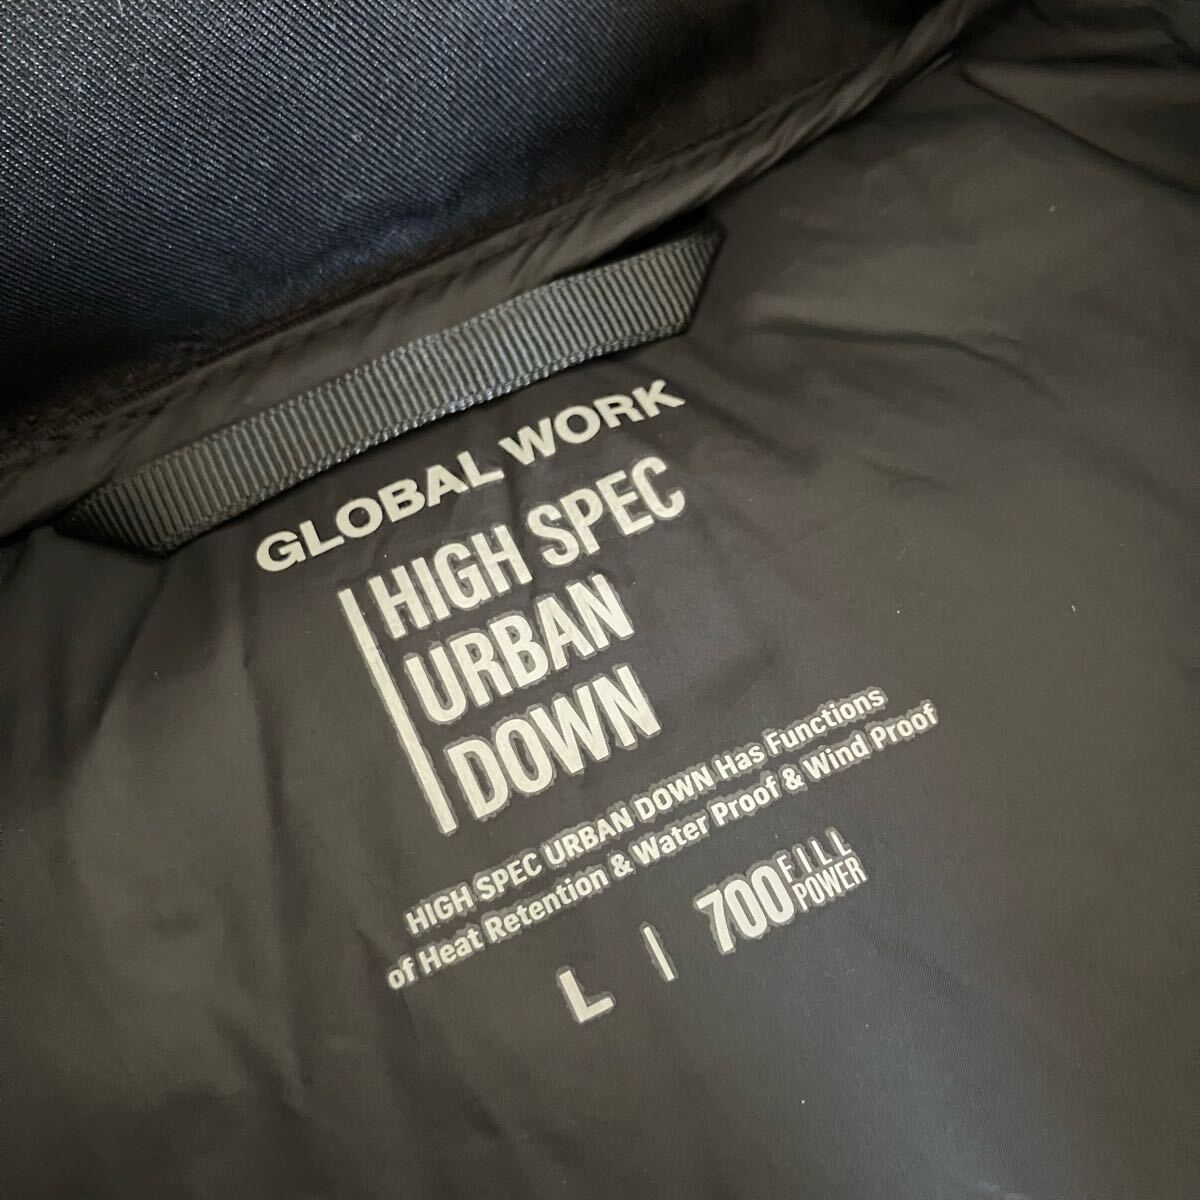 GLOBAL WORK
HIGH SPEC
URBAN
DOWN
HIGH SPEC URBAN DOWN Has Functions
of Heat Retention & Water Proof & Wind Proof
L | 700 FILL POWER